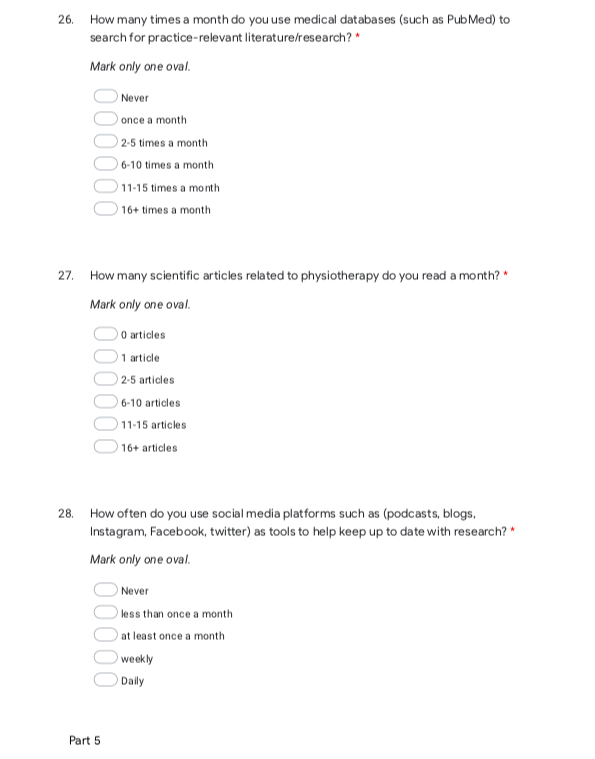 26. How many times a month do you use medical databases (such as PubMed) to
search for practice-relevant literature/research? *
Mark only one oval.
Never
once a month
2-5 times a month
6-10 times a month
11-15 times a month
16+ times a month
27. How many scientific articles related to physiotherapy do you read a month? *
Mark only one oval.
0 articles
1 article
2-5 articles
6-10 articles
11-15 articles
16+ articles
28. How often do you use social media platforms such as (podcasts, blogs,
Instagram, Facebook, twitter) as tools to help keep up to date with research? *
Mark only one oval.
Never
less than once a month
at least once a month
weekly
Daily
Part 5